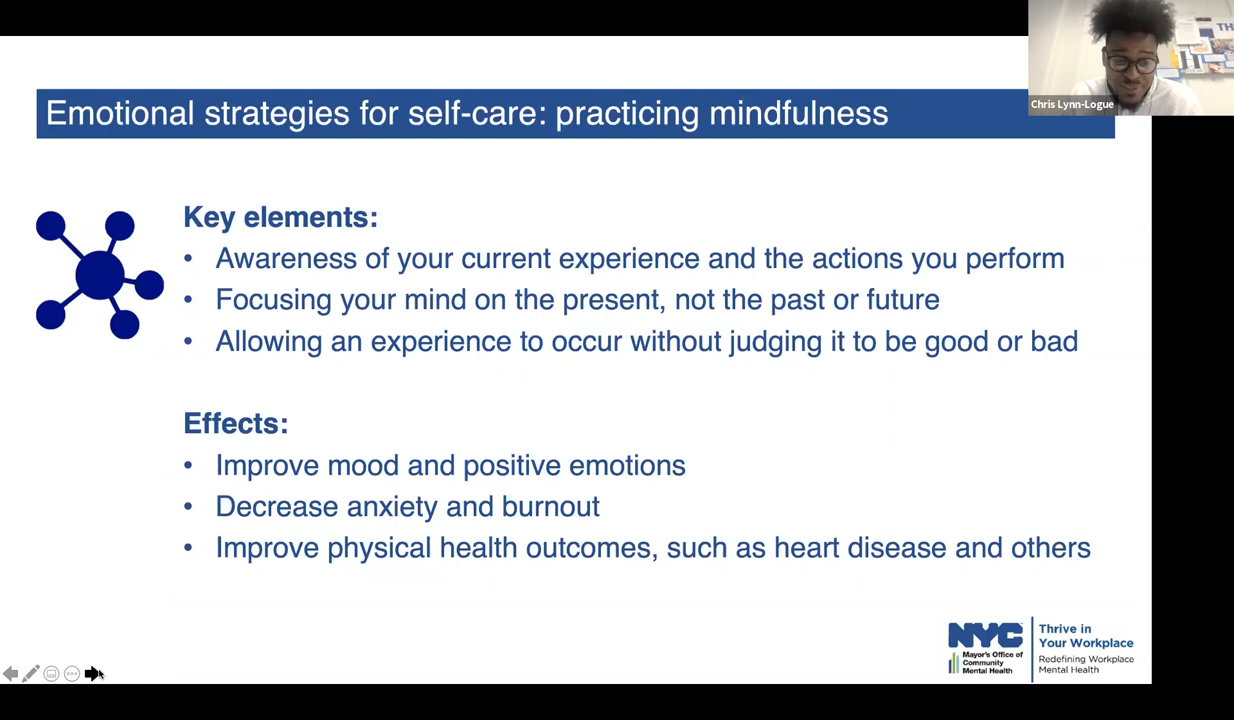 TH
Chris Lynn-Logue
Emotional strategies for self-care: practicing mindfulness
Key elements:
• Awareness of your current experience and the actions you perform
• Focusing your mind on the present, not the past or future
• Allowing an experience to occur without judging it to be good or bad
Effects:
• Improve mood and positive emotions
• Decrease anxiety and burnout
• Improve physical health outcomes, such as heart disease and others
NYC
Mayor's Office of
Community
Mental Health
Thrive in
Your Workplace
Redefining Workplace
Mental Health